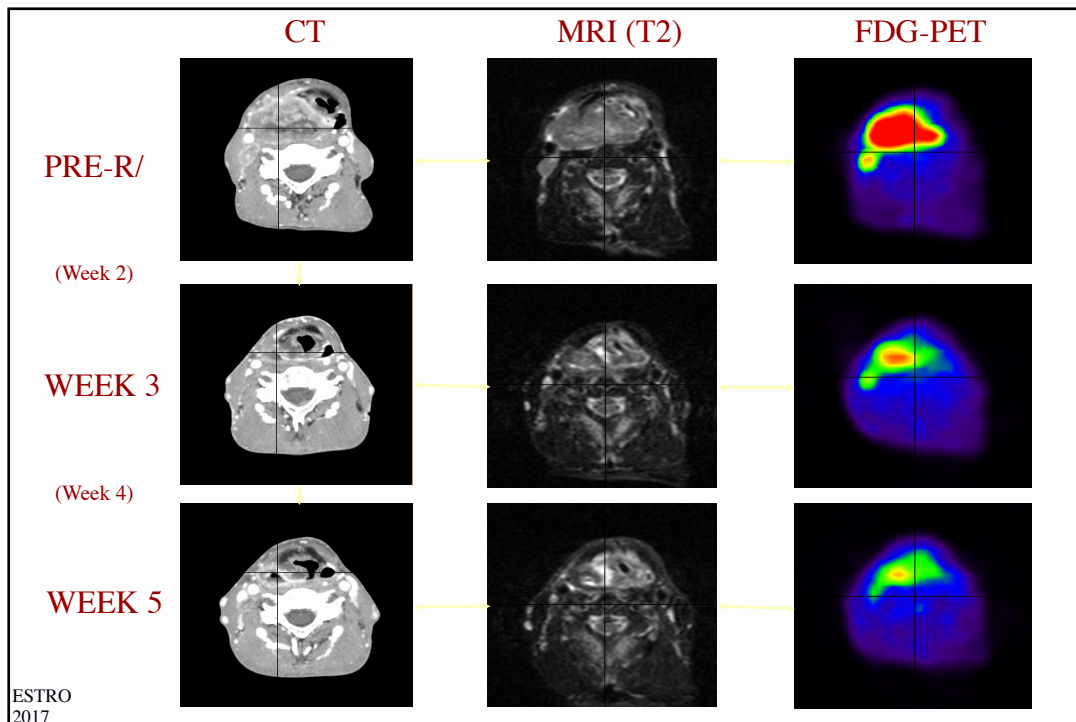 CT MRI (T2) FDG-PET
PRE-R/
(Week 2)
WEEK 3
(Week 4)
WEEK 5
ESTRO
2017